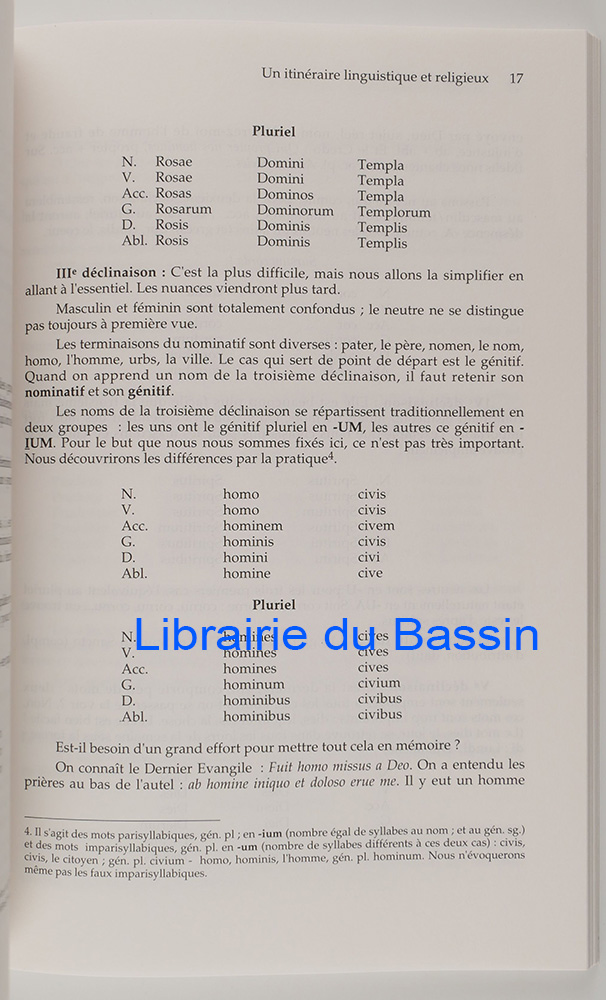 Un itinéraire linguistique et religieux 17
Pluriel
N. Rosae Domini Templa
V. Rosae Domini Templa
Acc. Rosas Dominos Templa
G. Rosarum Dominorum Templorum
D. Rosis Dominis Templis
Abl. Rosis Dominis Templis
IIIe déclinaison : C'est la plus difficile, mais nous allons la simplifier en
allant à l'essentiel. Les nuances viendront plus tard.
Masculin et féminin sont totalement confondus ; le neutre ne se distingue
pas toujours à première vue.
Les terminaisons du nominatif sont diverses : pater, le père, nomen, le nom,
homo, l'homme, urbs, la ville. Le cas qui sert de point de départ est le génitif.
Quand on apprend un nom de la troisième déclinaison, il faut retenir son
nominatif et son génitif.
Les noms de la troisième déclinaison se répartissent traditionnellement en
deux groupes : les uns ont le génitif pluriel en -UM, les autres ce génitif en -
IUM. Pour le but que nous nous sommes fixés ici, ce n'est pas très important.
Nous découvrirons les différences par la pratique4.
N. homo civis
V. homo civis
Acc. hominem civem
G. hominis civis
D. homini civi
Abl. homine cive
Pluriel
N. homines cives
Librairie du Bassin
V. homines cives
Acc. homines cives
G. hominum civium
D. hominibus civibus
Abl. hominibus civibus
Est-il besoin d'un grand effort pour mettre tout cela en mémoire ?
On connaît le Dernier Evangile : Fuit homo missus a Deo. On a entendu les
prières au bas de l'autel : ab homine iniquo et doloso erue me. Il y eut un homme
4. Il s'agit des mots parisyllabiques, gén. pl ; en -ium (nombre égal de syllabes au nom ; et au gén. sg.)
et des mots imparisyllabiques, gén. pl. en -um (nombre de syllabes différents à ces deux cas) : civis,
civis, le citoyen ; gén. pl. civium - homo, hominis, l'homme, gén. pl. hominum. Nous n'évoquerons
même pas les faux imparisyllabiques.